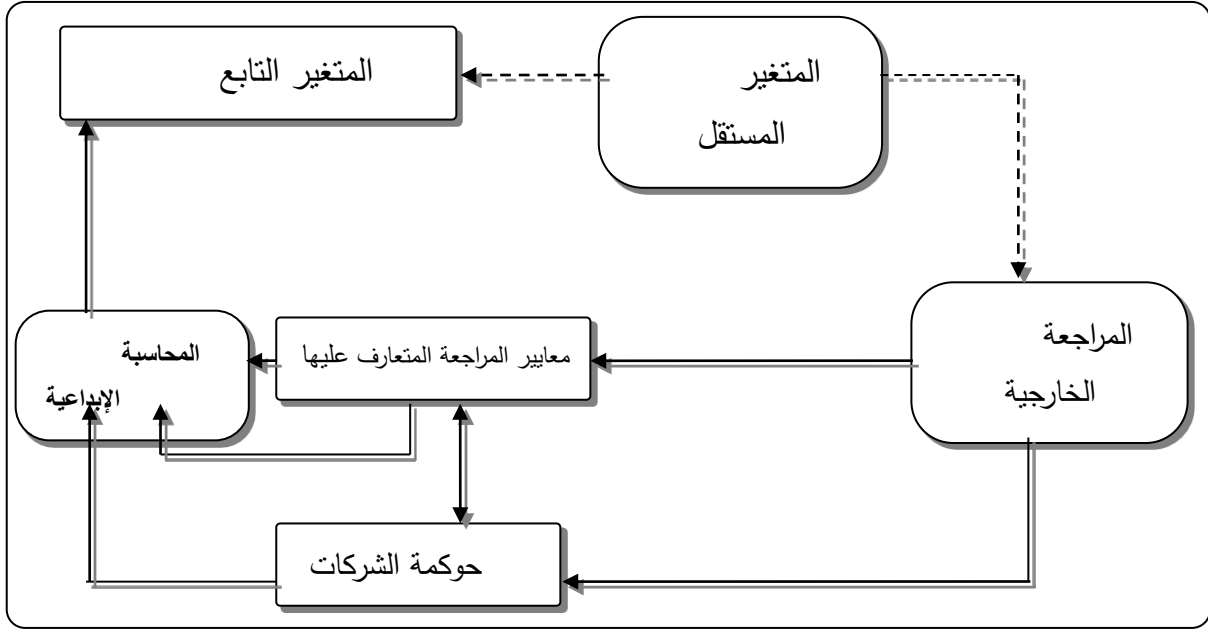 المتغير
المستقل
المتغير التابع
المراجعة
الخارجية
معايير المراجعة المتعارف عليها
المحاسبة
الإبداعية
حوكمة الشركات